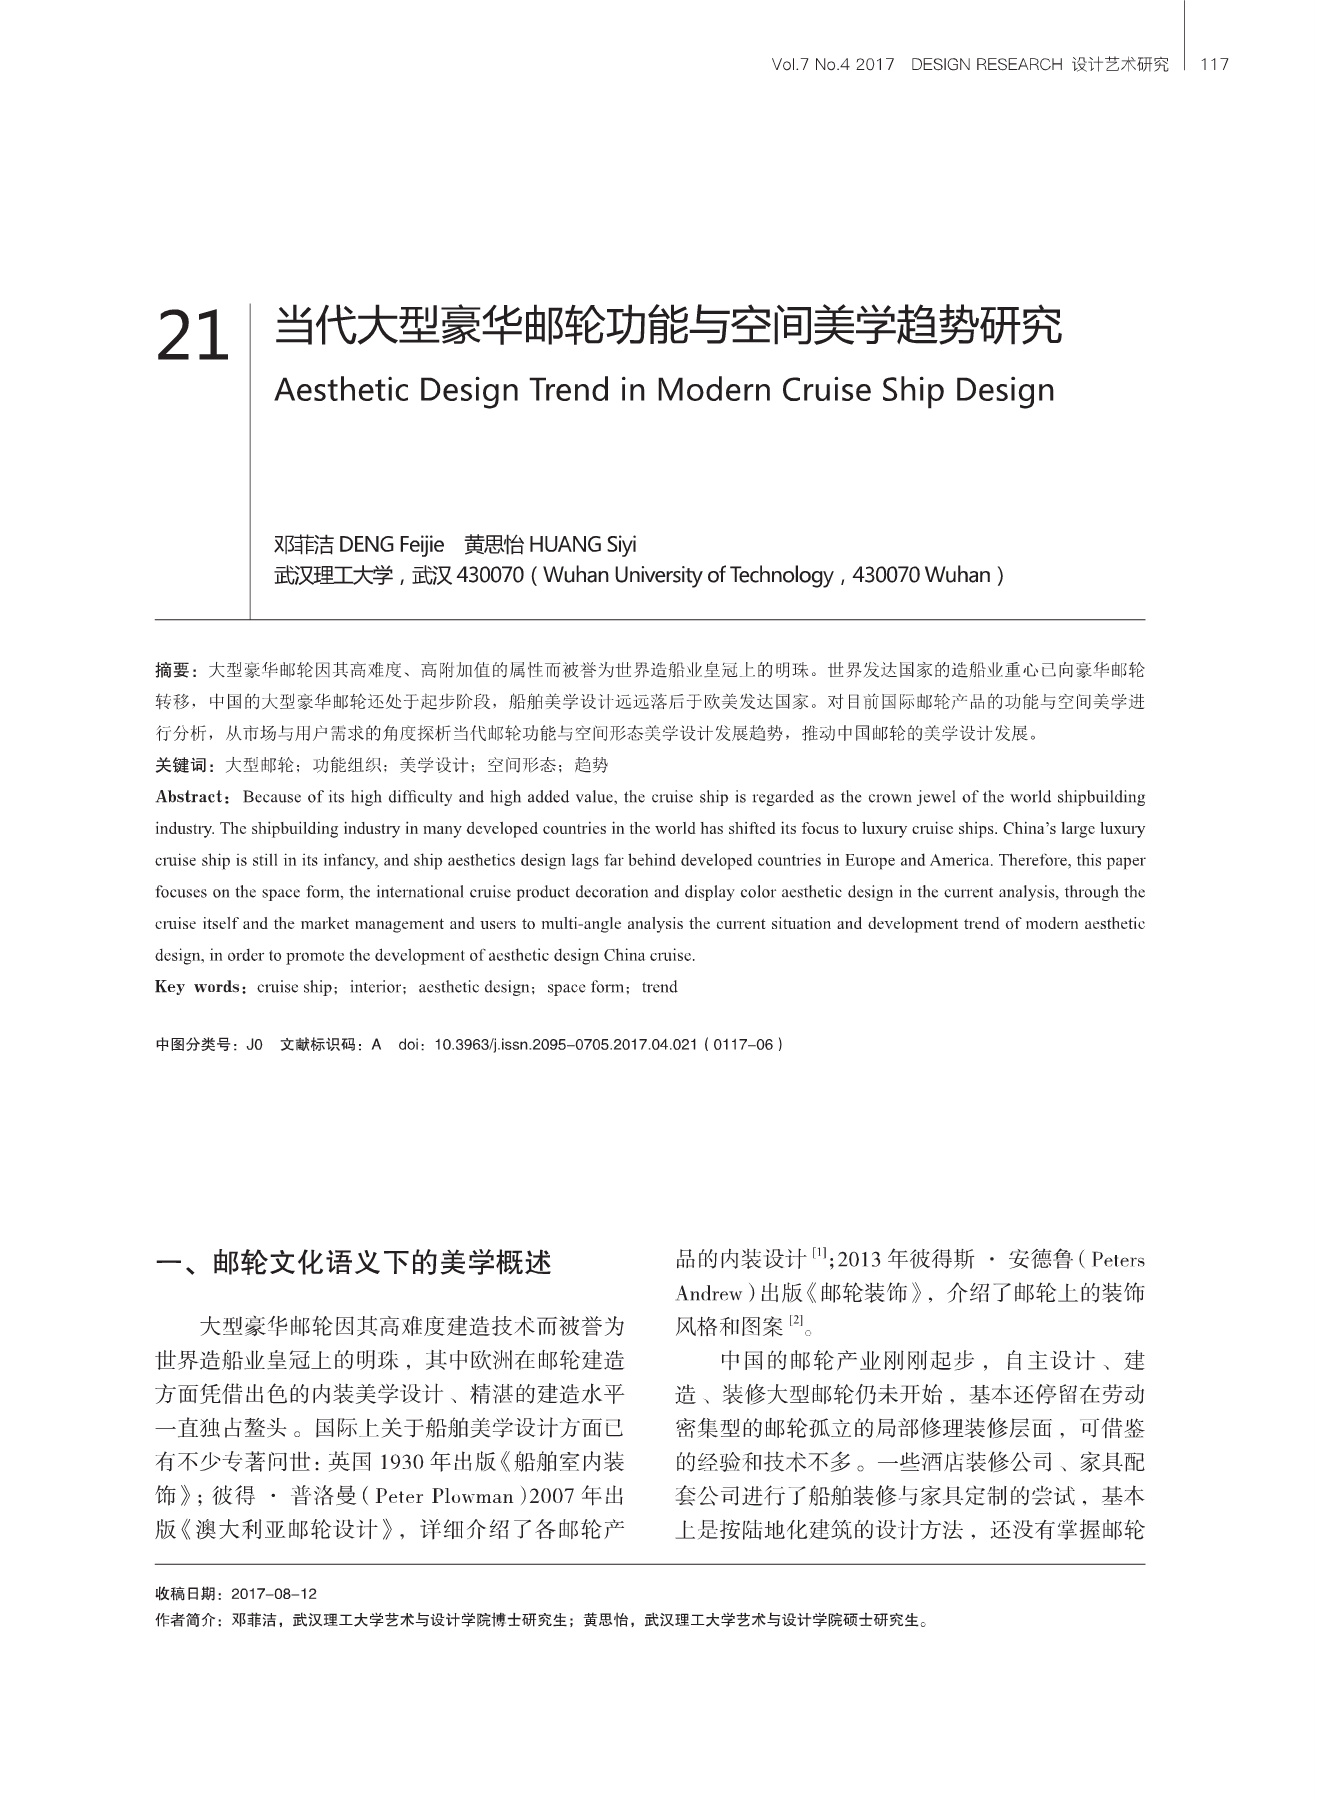 Vol.7 No.4 2017 DESIGN RESEARCH 设计艺术研究 117
21
当代大型豪华邮轮功能与空间美学趋势研究
Aesthetic Design Trend in Modern Cruise Ship Design
邓菲洁 DENG Feijie 黄思怡 HUANG Siyi
武汉理工大学，武汉 430070（Wuhan University of Technology，430070 Wuhan）
摘要：大型豪华邮轮因其高难度、高附加值的属性而被誉为世界造船业皇冠上的明珠。世界发达国家的造船业重心已向豪华邮轮
转移，中国的大型豪华邮轮还处于起步阶段，船舶美学设计远远落后于欧美发达国家。对目前国际邮轮产品的功能与空间美学进
行分析，从市场与用户需求的角度探析当代邮轮功能与空间形态美学设计发展趋势，推动中国邮轮的美学设计发展。
关键词：大型邮轮；功能组织；美学设计；空间形态；趋势
Abstract：Because of its high difficulty and high added value, the cruise ship is regarded as the crown jewel of the world shipbuilding
industry. The shipbuilding industry in many developed countries in the world has shifted its focus to luxury cruise ships. China's large luxury
cruise ship is still in its infancy, and ship aesthetics design lags far behind developed countries in Europe and America. Therefore, this paper
focuses on the space form, the international cruise product decoration and display color aesthetic design in the current analysis, through the
cruise itself and the market management and users to multi-angle analysis the current situation and development trend of modern aesthetic
design, in order to promote the development of aesthetic design China cruise.
Key words：cruise ship；interior；aesthetic design；space form；trend
中图分类号：J0 文献标识码：A doi：10.3963/j.issn.2095-0705.2017.04.021（0117-06）
一、邮轮文化语义下的美学概述
大型豪华邮轮因其高难度建造技术而被誉为
世界造船业皇冠上的明珠，其中欧洲在邮轮建造
方面凭借出色的内装美学设计、精湛的建造水平
一直独占鳌头。国际上关于船舶美学设计方面已
有不少专著问世：英国 1930 年出版《船舶室内装
饰》；彼得 · 普洛曼（Peter Plowman）2007 年出
版《澳大利亚邮轮设计》，详细介绍了各邮轮产
品的内装设计 [1];2013 年彼得斯 · 安德鲁（Peters
Andrew）出版《邮轮装饰》，介绍了邮轮上的装饰
风格和图案 [2]。
中国的邮轮产业刚刚起步，自主设计、建
造、装修大型邮轮仍未开始，基本还停留在劳动
密集型的邮轮孤立的局部修理装修层面，可借鉴
的经验和技术不多。一些酒店装修公司、家具配
套公司进行了船舶装修与家具定制的尝试，基本
上是按陆地化建筑的设计方法，还没有掌握邮轮
收稿日期：2017-08-12
作者简介：邓菲洁，武汉理工大学艺术与设计学院博士研究生；黄思怡，武汉理工大学艺术与设计学院硕士研究生。